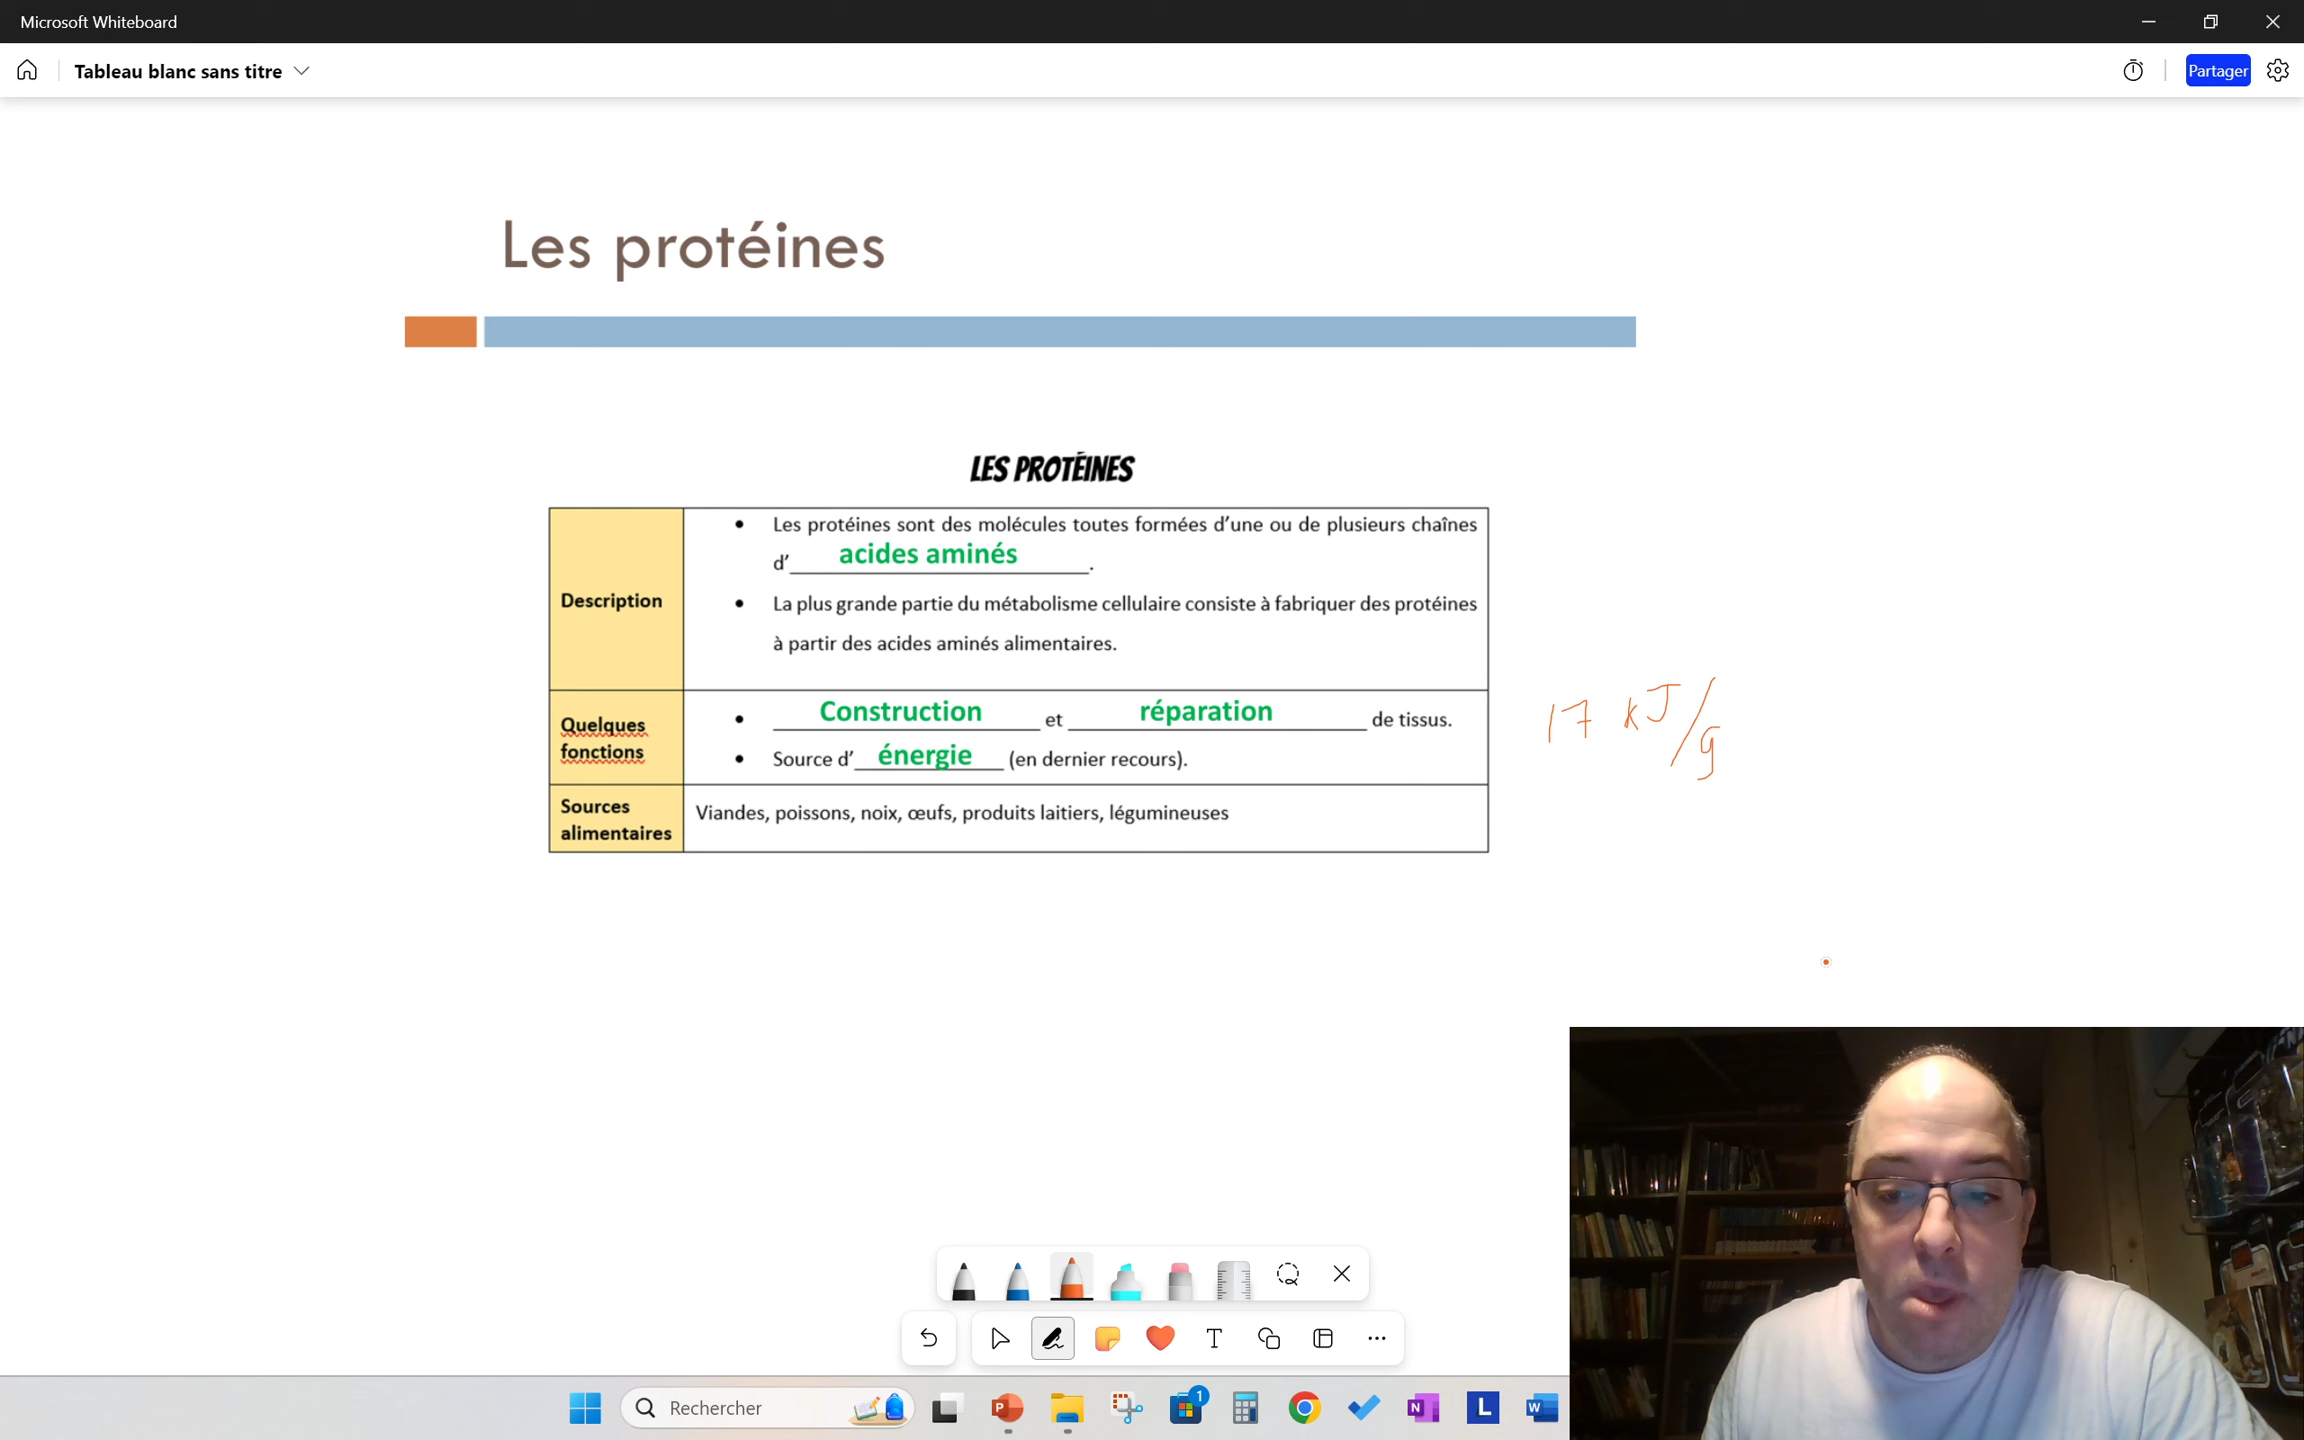 Microsoft Whiteboard
Tableau blanc sans titre
Partager
Les protéines
LES PROTÉINES
Description
• Les protéines sont des molécules toutes formées d'une ou de plusieurs chaînes
d'acides aminés.
• La plus grande partie du métabolisme cellulaire consiste à fabriquer des protéines
à partir des acides aminés alimentaires.
Quelques
fonctions
• Construction et réparation de tissus.
• Source d'énergie (en dernier recours).
17 kJ/g
Sources
alimentaires
Viandes, poissons, noix, œufs, produits laitiers, légumineuses
T
Rechercher
P
1
N
L
W